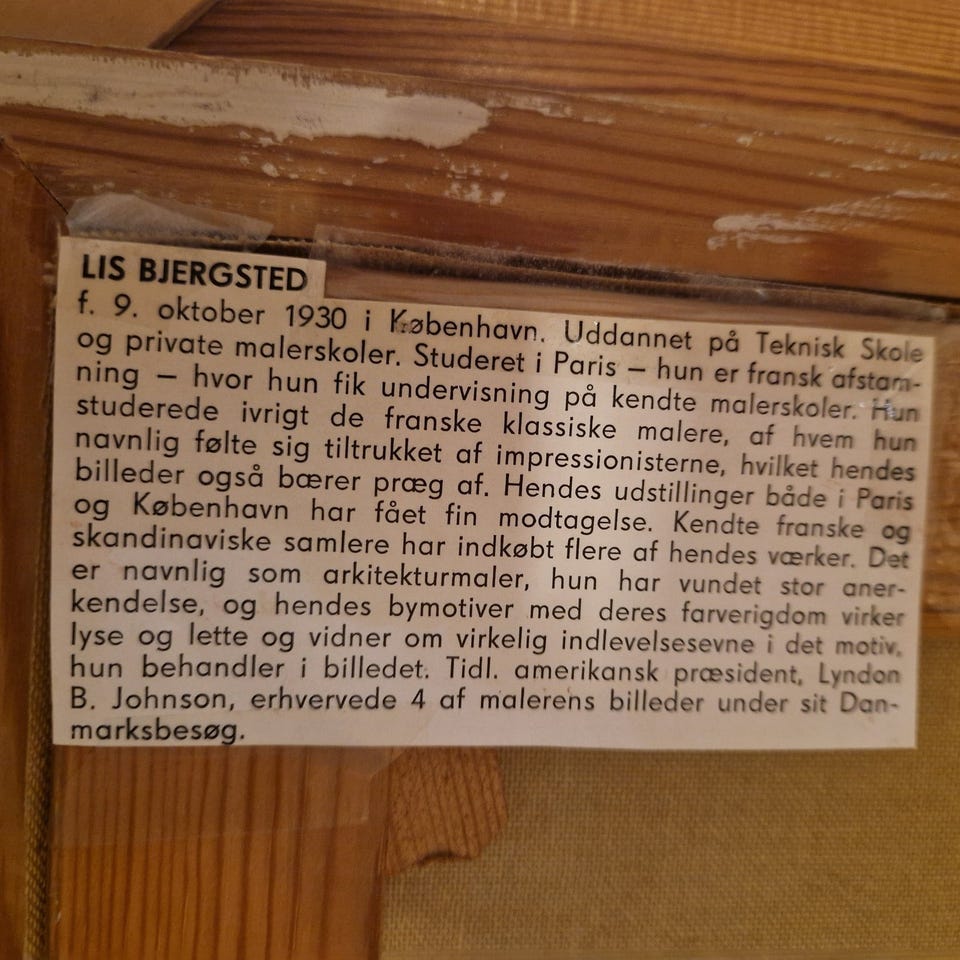 LIS BJERGSTED
f. 9. oktober 1930 i København. Uddannet på Teknisk Skole
og private malerskoler. Studeret i Paris – hun er fransk afstam-
ning – hvor hun fik undervisning på kendte malerskoler. Hun
studerede ivrigt de franske klassiske malere, af hvem hun
navnlig følte sig tiltrukket af impressionisterne, hvilket hendes
billeder også bærer præg af. Hendes udstillinger både i Paris
og København har fået fin modtagelse. Kendte franske og
skandinaviske samlere har indkøbt flere af hendes værker. Det
er navnlig som arkitekturmaler, hun har vundet stor aner-
kendelse, og hendes bymotiver med deres farverigdom virker
lyse og lette og vidner om virkelig indlevelsesevne i det motiv,
hun behandler i billedet. Tidl. amerikansk præsident, Lyndon
B. Johnson, erhvervede 4 af malerens billeder under sit Dan-
marksbesøg.